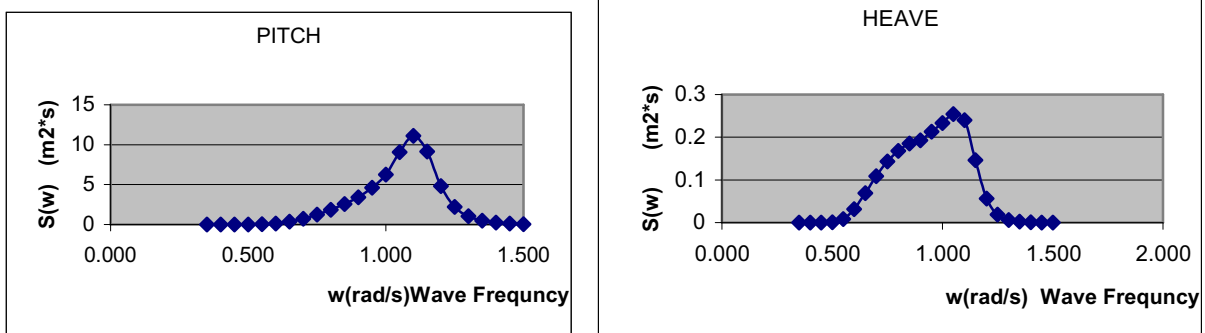 PITCH
S(w) (m2*s)
15
10
5
0
0.000 0.500 1.000 1.500
w(rad/s)Wave Frequncy
HEAVE
S(w) (m2*s)
0.3
0.2
0.1
0
0.000 0.500 1.000 1.500 2.000
w(rad/s) Wave Frequncy